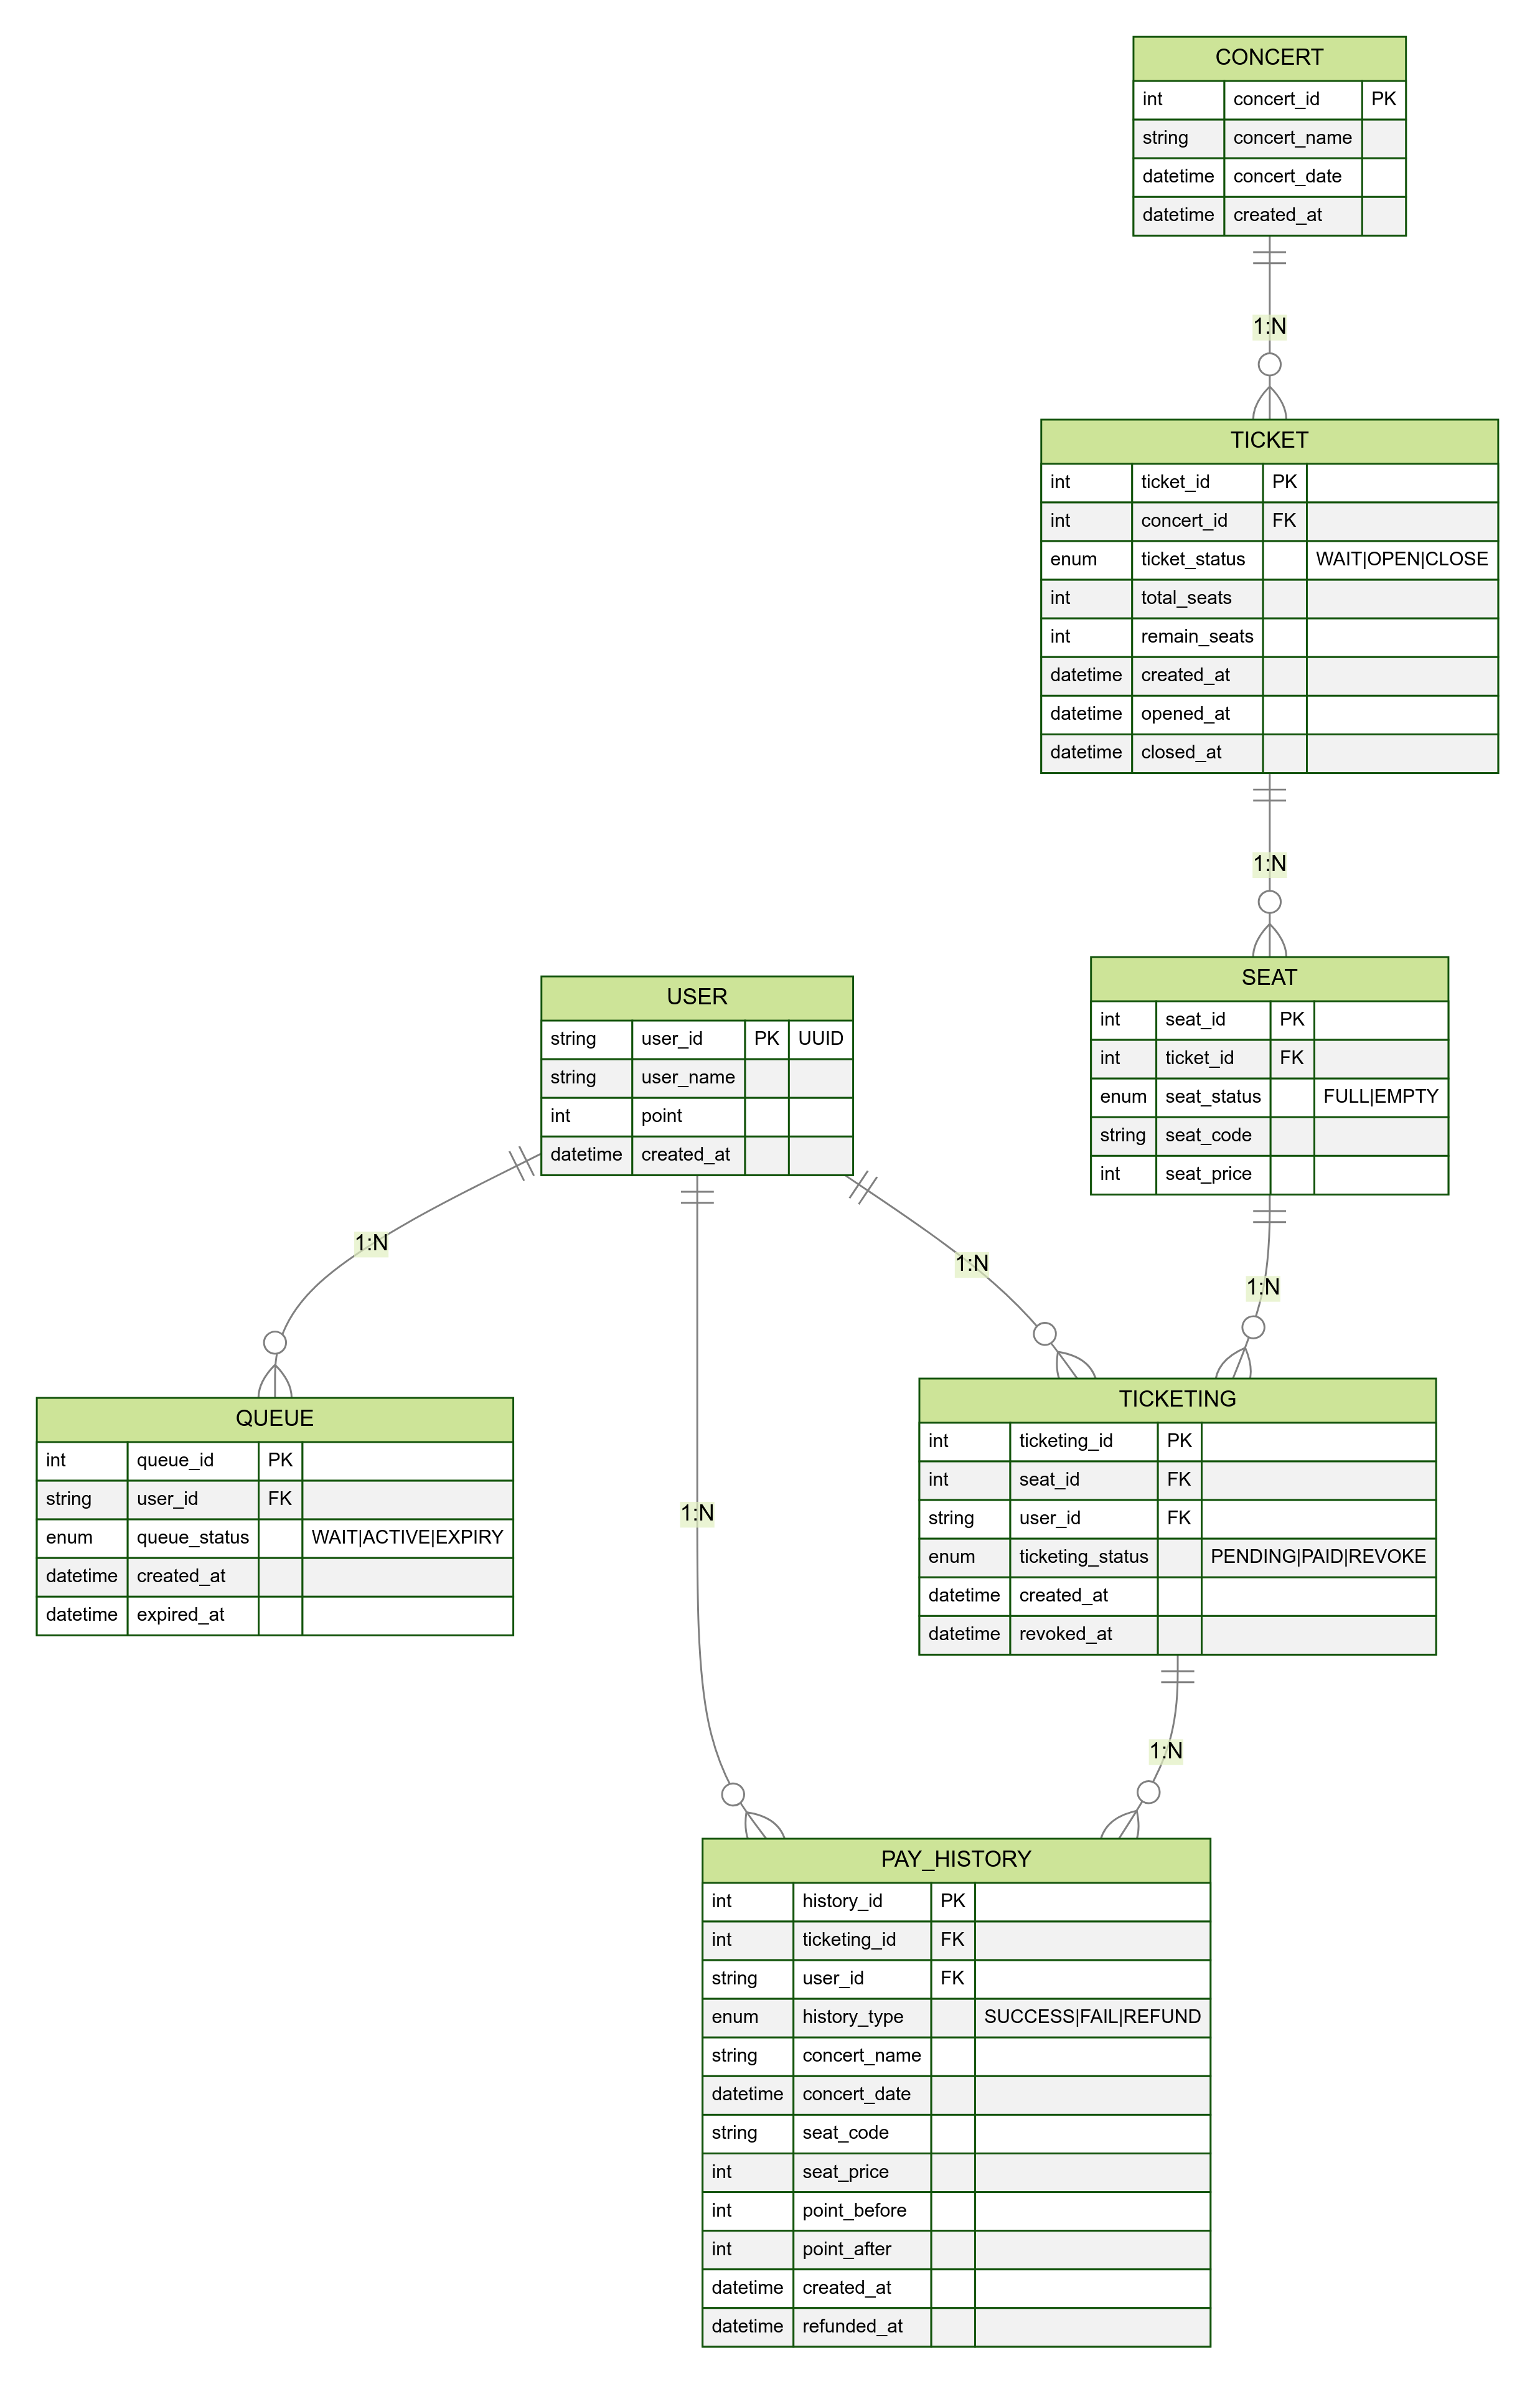 CONCERT
int concert_id PK
string concert_name
datetime concert_date
datetime created_at
1:N
TICKET
int ticket_id PK
int concert_id FK
enum ticket_status WAIT|OPEN|CLOSE
int total_seats
int remain_seats
datetime created_at
datetime opened_at
datetime closed_at
1:N
SEAT
int seat_id PK
int ticket_id FK
enum seat_status FULL|EMPTY
string seat_code
int seat_price
USER
string user_id PK UUID
string user_name
int point
datetime created_at
1:N
1:N
1:N
1:N
QUEUE
int queue_id PK
string user_id FK
enum queue_status WAIT|ACTIVE|EXPIRY
datetime created_at
datetime expired_at
TICKETING
int ticketing_id PK
int seat_id FK
string user_id FK
enum ticketing_status PENDING|PAID|REVOKE
datetime created_at
datetime revoked_at
1:N
PAY_HISTORY
int history_id PK
int ticketing_id FK
string user_id FK
enum history_type SUCCESS|FAIL|REFUND
string concert_name
datetime concert_date
string seat_code
int seat_price
int point_before
int point_after
datetime created_at
datetime refunded_at